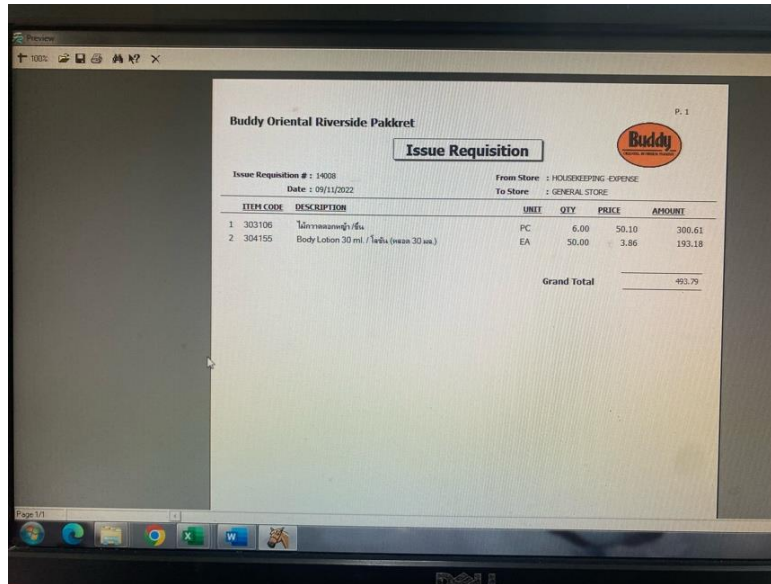 Preview
100%
P. 1
Buddy Oriental Riverside Pakkret
Buddy
Issue Requisition
Issue Requisition # : 14008
From Store : HOUSEKEEPING -EXPENSE
Date : 09/11/2022
To Store : GENERAL STORE
ITEM CODE DESCRIPTION UNIT QTY PRICE AMOUNT
1 303106 ไม้กวาดดอกหญ้า /ชิ้น PC 6.00 50.10 300.61
2 304155 Body Lotion 30 ml. / โลชั่น (หลอด 30 มล.) EA 50.00 3.86 193.18
Grand Total 493.79
Page 1/1
DELL